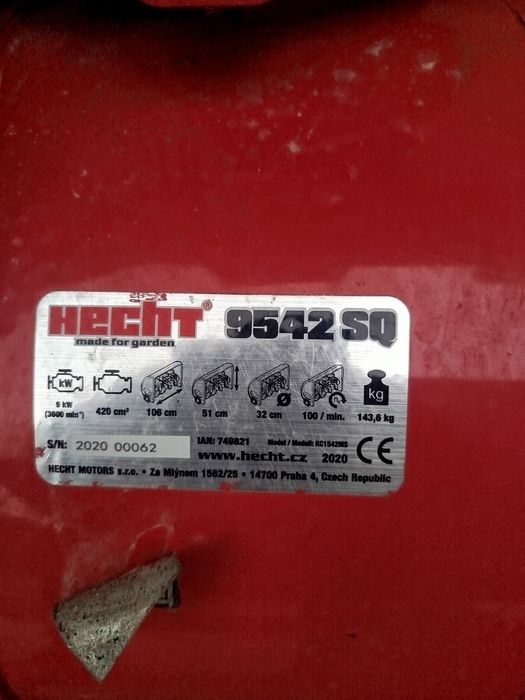 HECHT® 9542 SQ
made for garden
kW kg
9 kW
(3600 min⁻¹) 420 cm³ 106 cm 51 cm 32 cm 100 / min. 143,6 kg
S/N: 2020 00062 IAN: 749821 Model / Modell: KC1542MS
www.hecht.cz 2020 CE
HECHT MOTORS s.r.o. • Za Mlýnem 1562/25 • 14700 Praha 4, Czech Republic